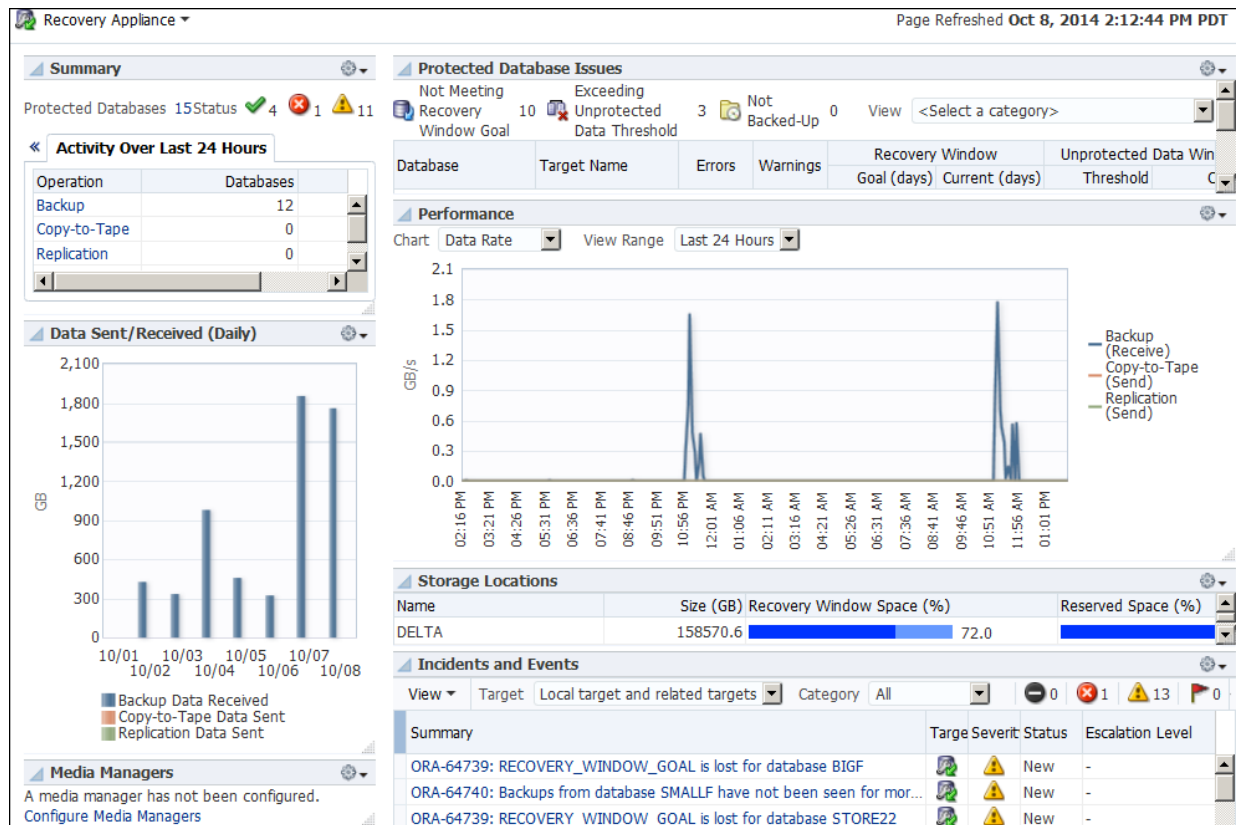 Recovery Appliance
Page Refreshed Oct 8, 2014 2:12:44 PM PDT
Summary
Protected Databases 15 Status 4 1 11
Activity Over Last 24 Hours
Operation Databases
Backup 12
Copy-to-Tape 0
Replication 0
Data Sent/Received (Daily)
2,100
1,800
1,500
1,200
900
600
300
0
GB
10/01 10/03 10/05 10/07
10/02 10/04 10/06 10/08
Backup Data Received
Copy-to-Tape Data Sent
Replication Data Sent
Media Managers
A media manager has not been configured.
Configure Media Managers
Protected Database Issues
Not Meeting
Recovery
Window Goal
10
Exceeding
Unprotected
Data Threshold
3
Not
Backed-Up
0
View <Select a category>
Database Target Name Errors Warnings Recovery Window Unprotected Data Win
Goal (days) Current (days) Threshold C
Performance
Chart Data Rate View Range Last 24 Hours
2.1
1.8
1.5
1.2
0.9
0.6
0.3
0.0
GB/s
02:16 PM
03:21 PM
04:26 PM
05:31 PM
06:36 PM
07:41 PM
08:46 PM
09:51 PM
10:56 PM
12:01 AM
01:06 AM
02:11 AM
03:16 AM
04:21 AM
05:26 AM
06:31 AM
07:36 AM
08:41 AM
09:46 AM
10:51 AM
11:56 AM
01:01 PM
Backup
(Receive)
Copy-to-Tape
(Send)
Replication
(Send)
Storage Locations
Name Size (GB) Recovery Window Space (%) Reserved Space (%)
DELTA 158570.6 72.0
Incidents and Events
View Target Local target and related targets Category All 0 1 13 0
Summary Targe Severit Status Escalation Level
ORA-64739: RECOVERY_WINDOW_GOAL is lost for database BIGF New -
ORA-64740: Backups from database SMALLF have not been seen for mor... New -
ORA-64739: RECOVERY_WINDOW_GOAL is lost for database STORE22 New -